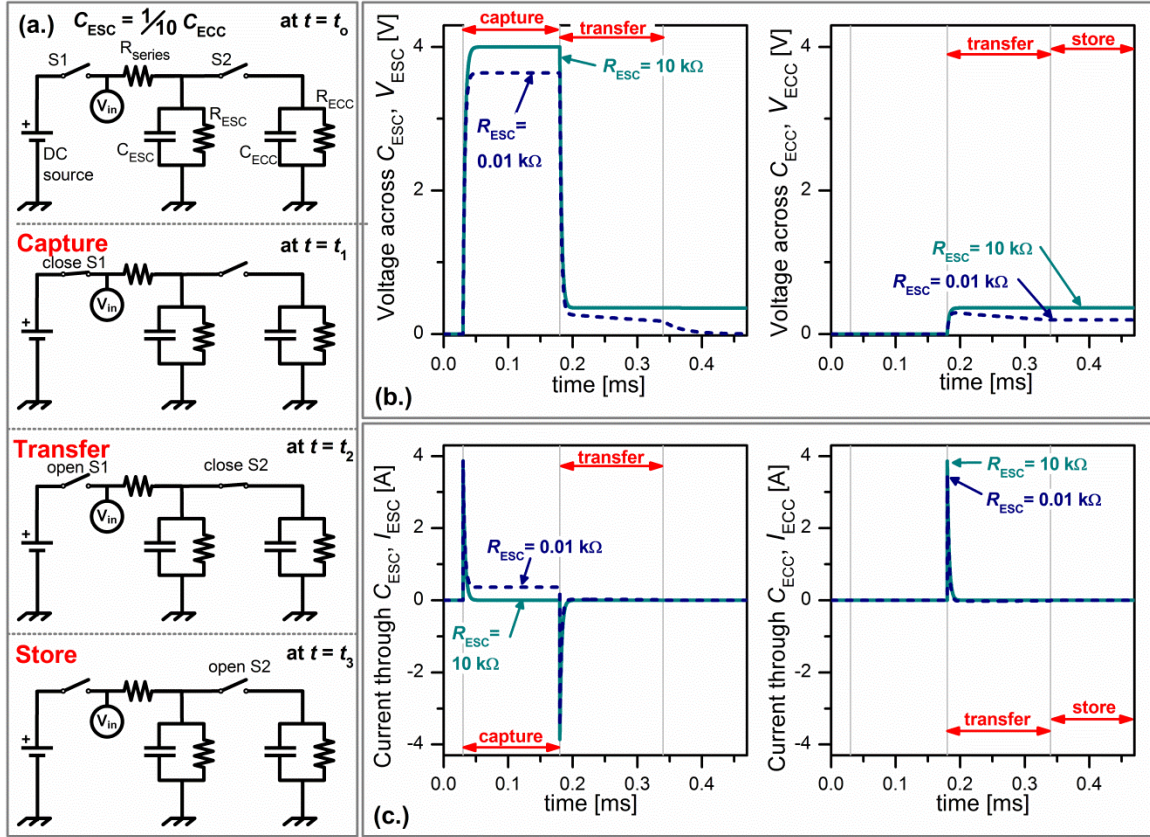 (a.) C_ESC = 1/10 C_ECC at t = t_o
S1 R_series S2
V_in R_ESC R_ECC
+ DC source C_ESC C_ECC
Capture at t = t_1
close S1
V_in
+
Transfer at t = t_2
open S1 close S2
V_in
+
Store at t = t_3
open S2
V_in
+
(b.)
Voltage across C_ESC, V_ESC [V]
capture
transfer
R_ESC = 10 kΩ
R_ESC =
0.01 kΩ
4
2
0
0.0 0.1 0.2 0.3 0.4
time [ms]
Voltage across C_ECC, V_ECC [V]
transfer store
R_ESC = 10 kΩ
R_ESC = 0.01 kΩ
4
2
0
0.0 0.1 0.2 0.3 0.4
time [ms]
(c.)
Current through C_ESC, I_ESC [A]
transfer
R_ESC = 0.01 kΩ
R_ESC =
10 kΩ
capture
4
2
0
-2
-4
0.0 0.1 0.2 0.3 0.4
time [ms]
Current through C_ECC, I_ECC [A]
R_ESC = 10 kΩ
R_ESC = 0.01 kΩ
store
transfer
4
2
0
-2
-4
0.0 0.1 0.2 0.3 0.4
time [ms]